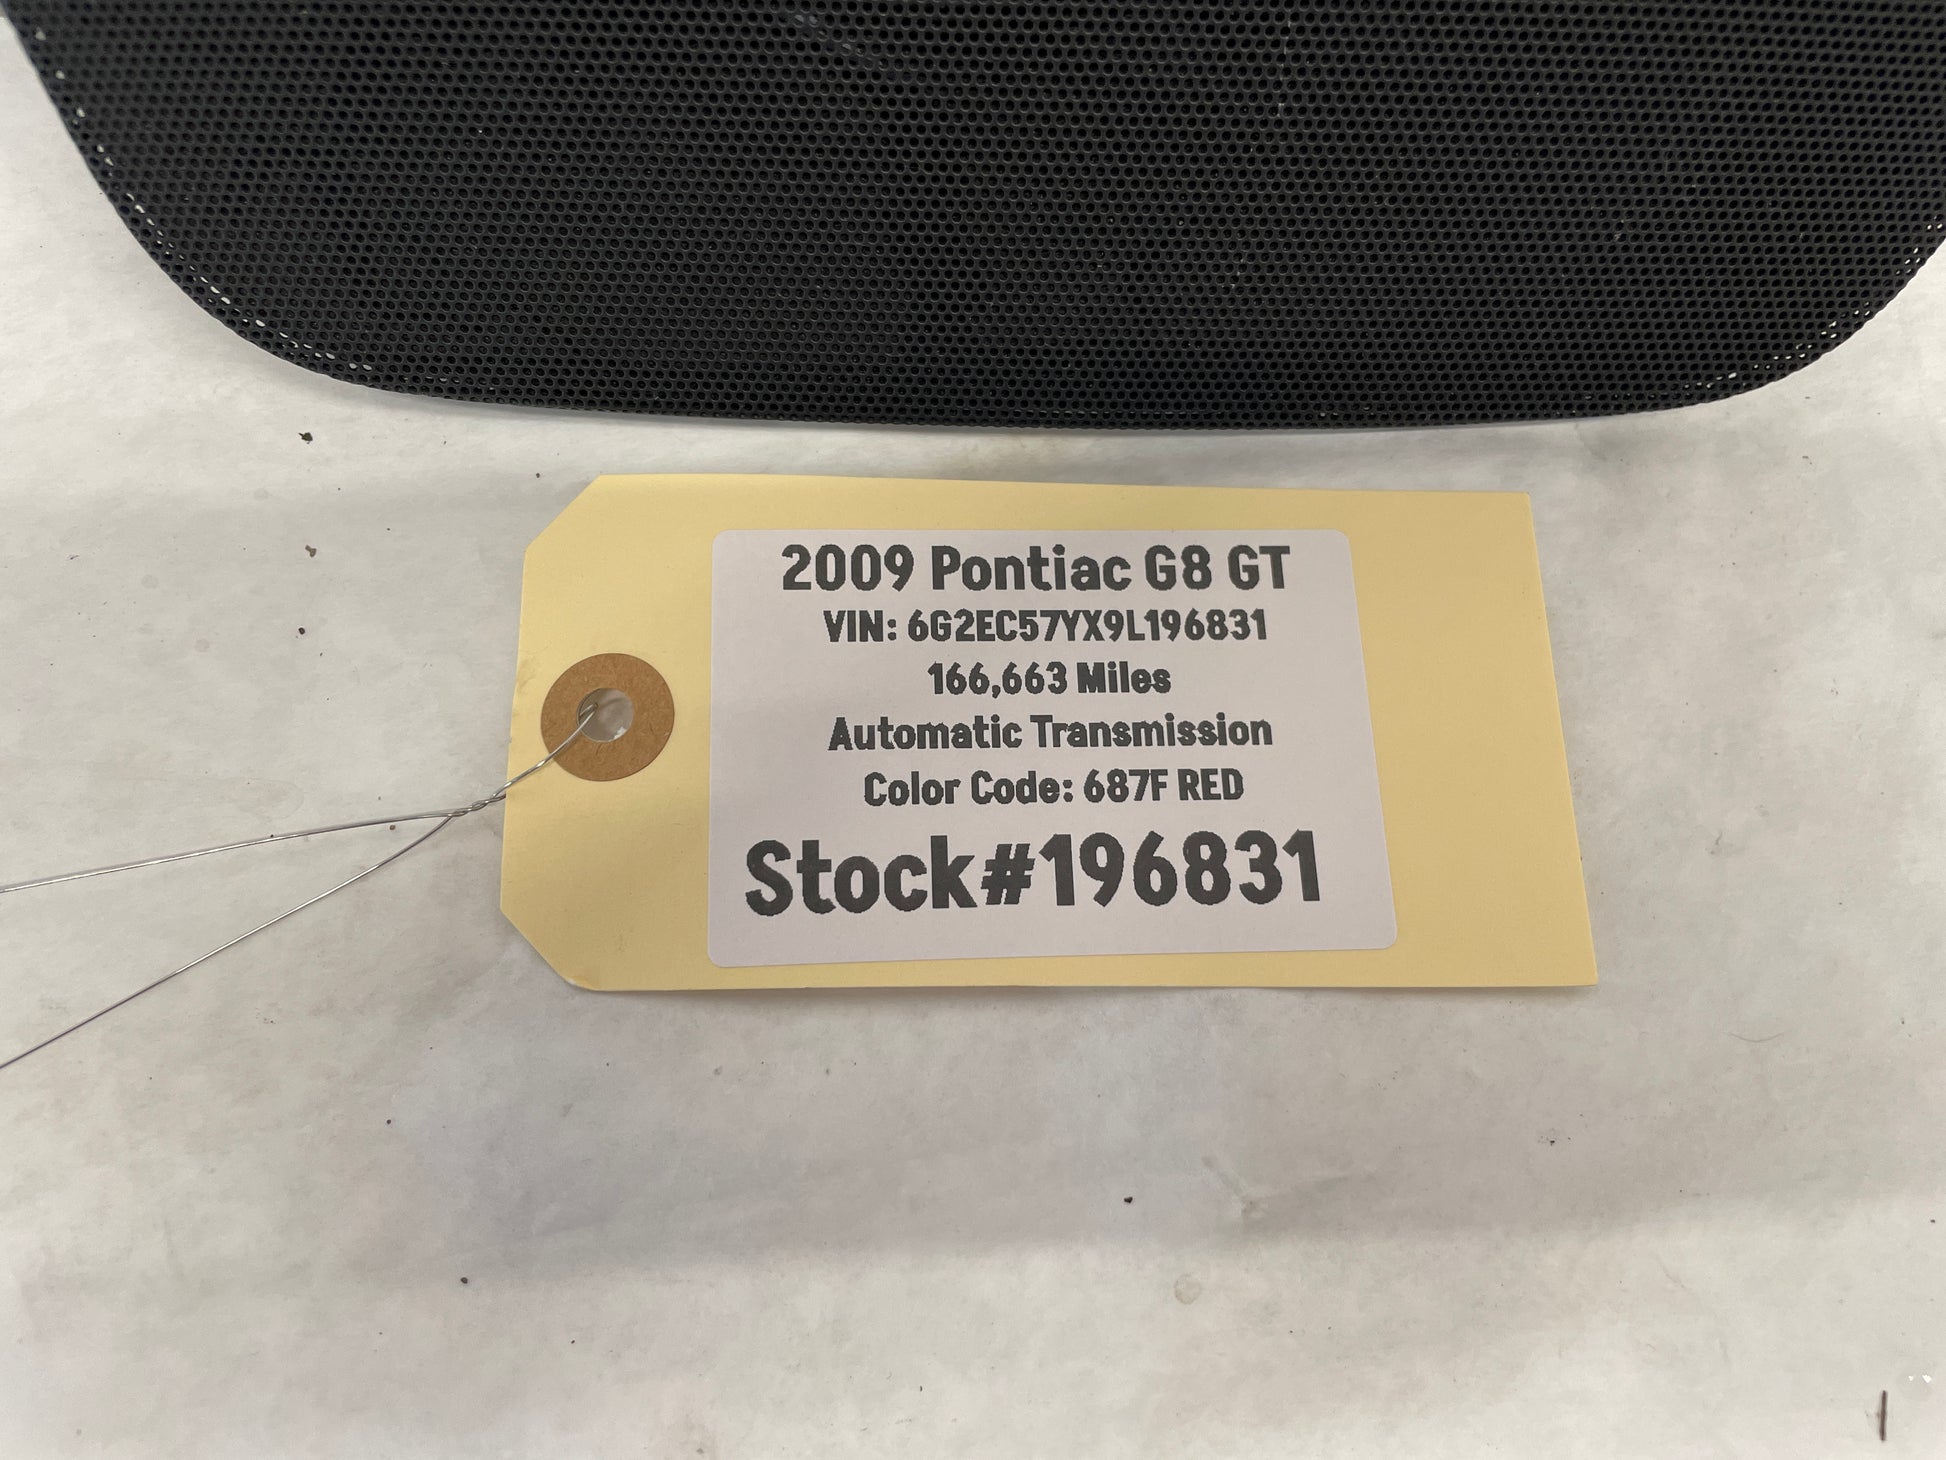 2009 Pontiac G8 GT
VIN: 6G2EC57YX9L196831
166,663 Miles
Automatic Transmission
Color Code: 687F RED
Stock#196831